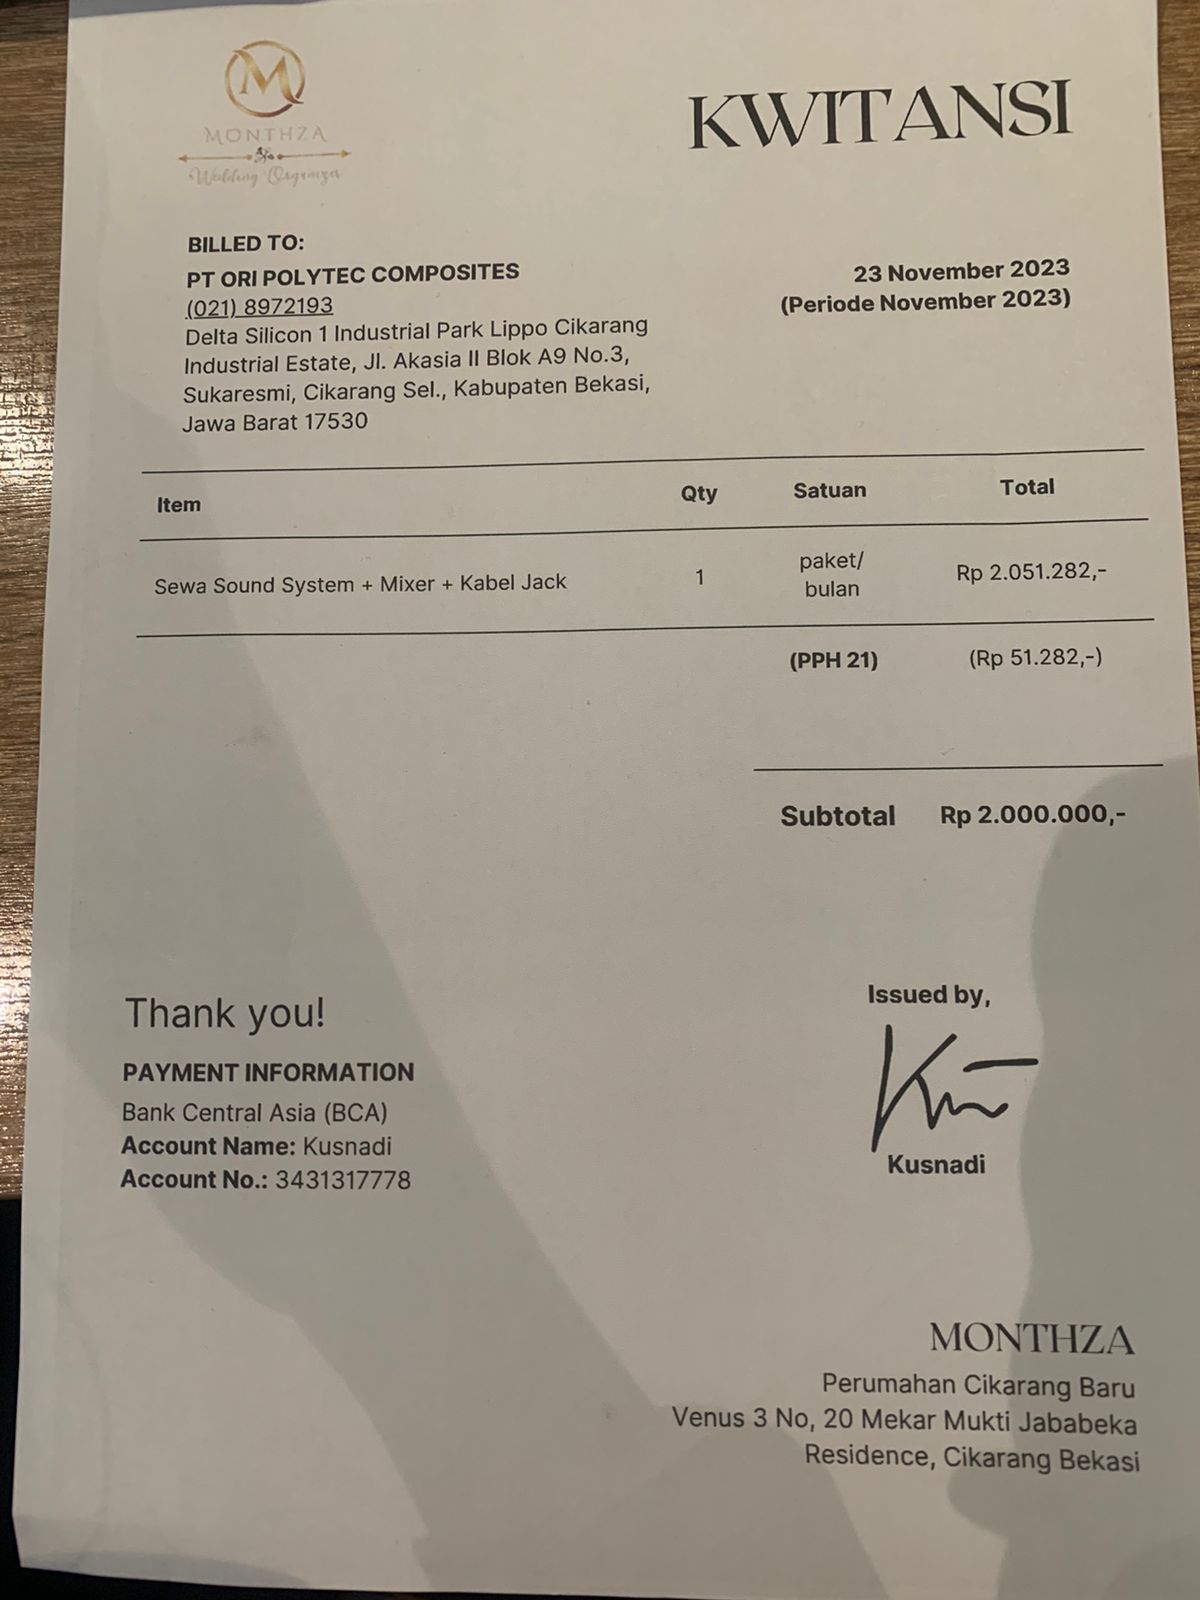 M
MONTHZA
Wedding Organizer
KWITANSI
BILLED TO:
PT ORI POLYTEC COMPOSITES
(021) 8972193
Delta Silicon 1 Industrial Park Lippo Cikarang
Industrial Estate, Jl. Akasia II Blok A9 No.3,
Sukaresmi, Cikarang Sel., Kabupaten Bekasi,
Jawa Barat 17530
23 November 2023
(Periode November 2023)
Item Qty Satuan Total
Sewa Sound System + Mixer + Kabel Jack 1 paket/ Rp 2.051.282,-
bulan
(PPH 21) (Rp 51.282,-)
Subtotal Rp 2.000.000,-
Thank you!
PAYMENT INFORMATION
Bank Central Asia (BCA)
Account Name: Kusnadi
Account No.: 3431317778
Issued by,
Kusnadi
MONTHZA
Perumahan Cikarang Baru
Venus 3 No, 20 Mekar Mukti Jababeka
Residence, Cikarang Bekasi